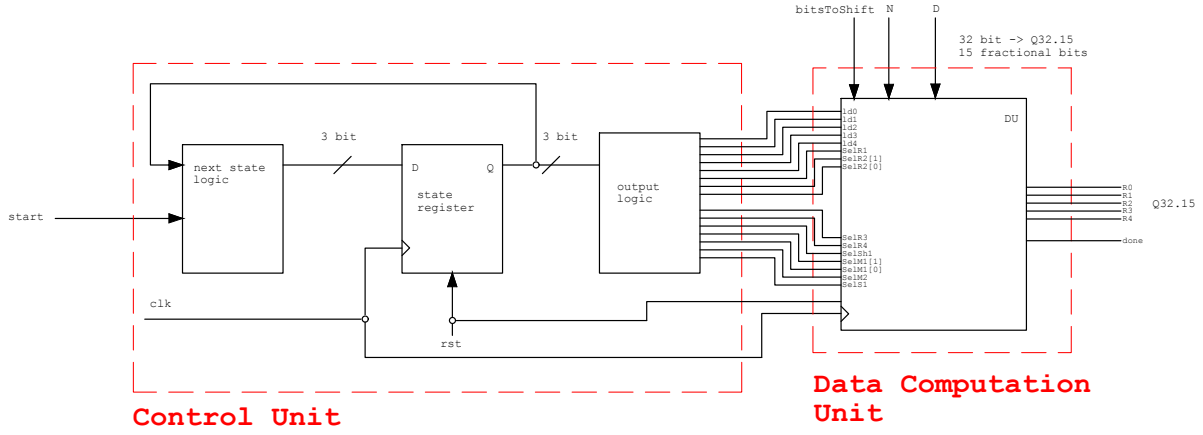 bitsToShift N D
32 bit -> Q32.15
15 fractional bits
DU
ld0
ld1
ld2
ld3
ld4
SelR1
SelR2[1]
SelR2[0]
3 bit
3 bit
next state
logic
D
Q
state
register
output
logic
start
R0
R1
R2
R3
R4
Q32.15
done
SelR3
SelR4
SelSh1
SelM1[1]
SelM1[0]
SelM2
SelS1
clk
rst
Control Unit
Data Computation
Unit